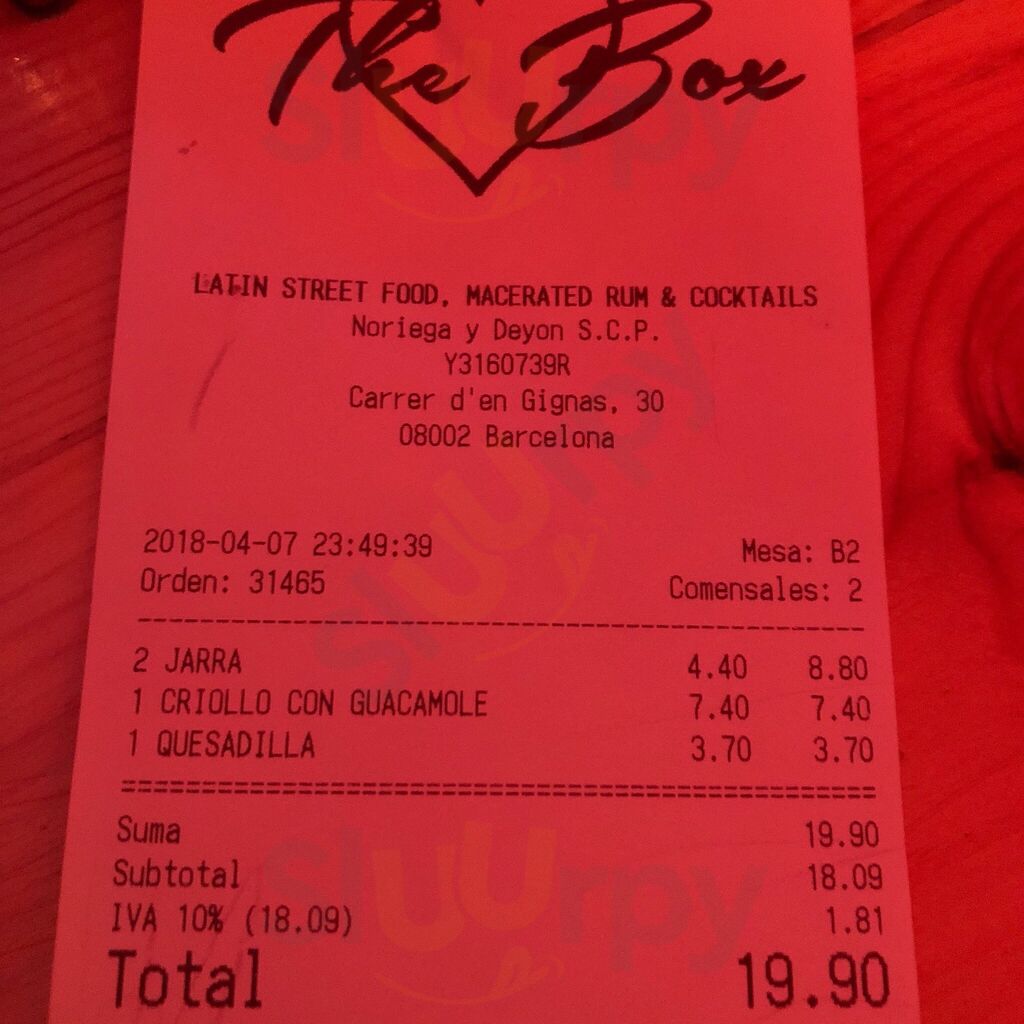 The Box
LATIN STREET FOOD, MACERATED RUM & COCKTAILS
Noriega y Deyon S.C.P.
Y3160739R
Carrer d'en Gignas, 30
08002 Barcelona
2018-04-07 23:49:39 Mesa: B2
Orden: 31465 Comensales: 2
2 JARRA 4.40 8.80
1 CRIOLLO CON GUACAMOLE 7.40 7.40
1 QUESADILLA 3.70 3.70
Suma 19.90
Subtotal 18.09
IVA 10% (18.09) 1.81
Total 19.90
sluurpy
sluurpy
sluurpy